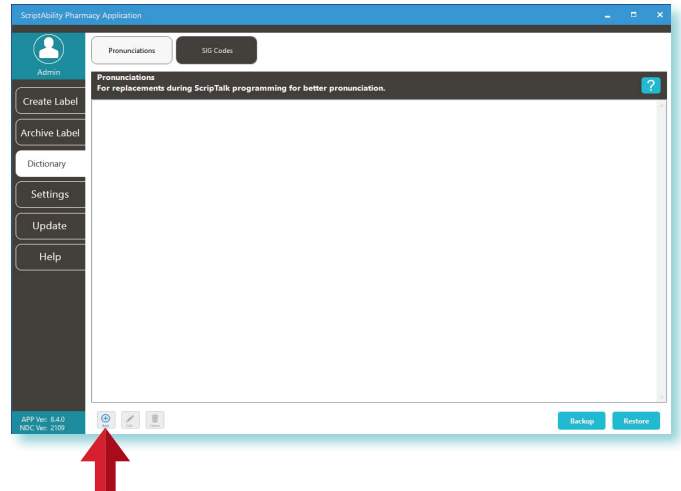 ScriptAbility Pharmacy Application
Admin
Create Label
Archive Label
Dictionary
Settings
Update
Help
APP Ver: 8.4.0
NDC Ver: 2109
Pronunciations
SIG Codes
Pronunciations
For replacements during ScripTalk programming for better pronunciation.
?
Backup
Restore